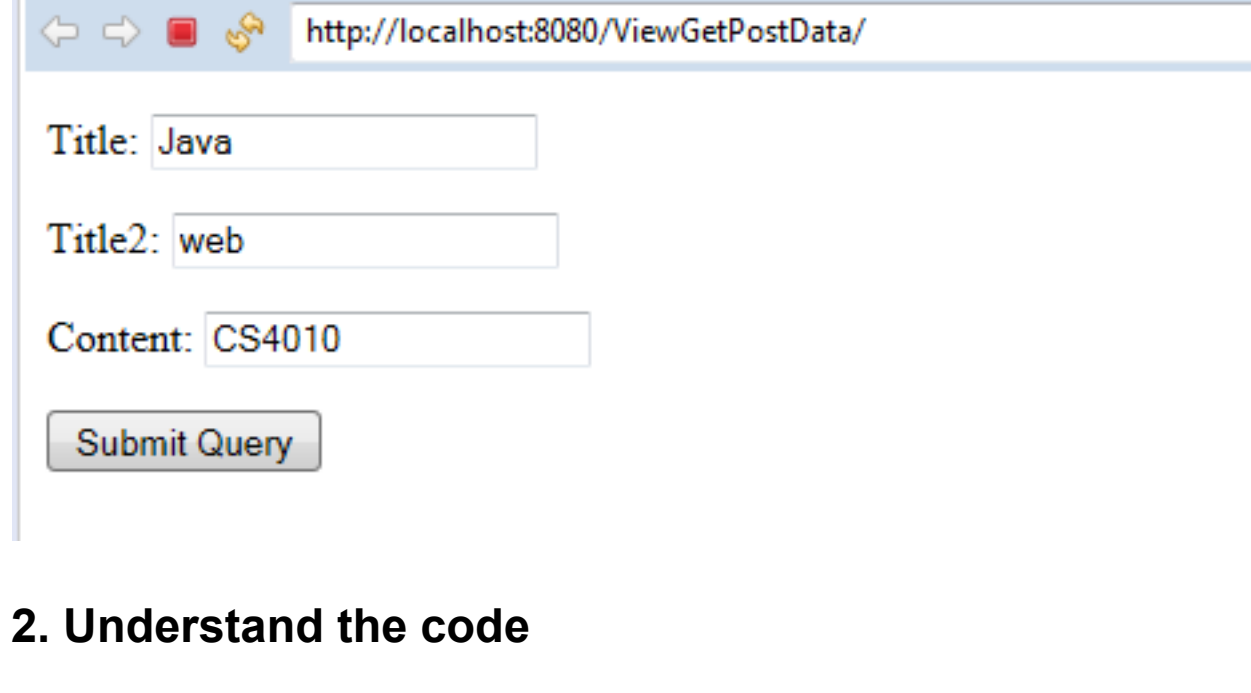 http://localhost:8080/ViewGetPostData/
Title: Java
Title2: web
Content: CS4010
Submit Query
2. Understand the code